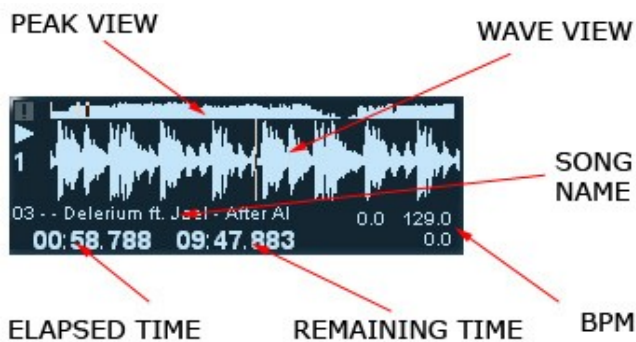 PEAK VIEW
WAVE VIEW
!
1
SONG
NAME
03 - - Delerium ft. Jael - After Al
0.0 129.0
00:58.788 09:47.883
0.0
ELAPSED TIME
REMAINING TIME
BPM